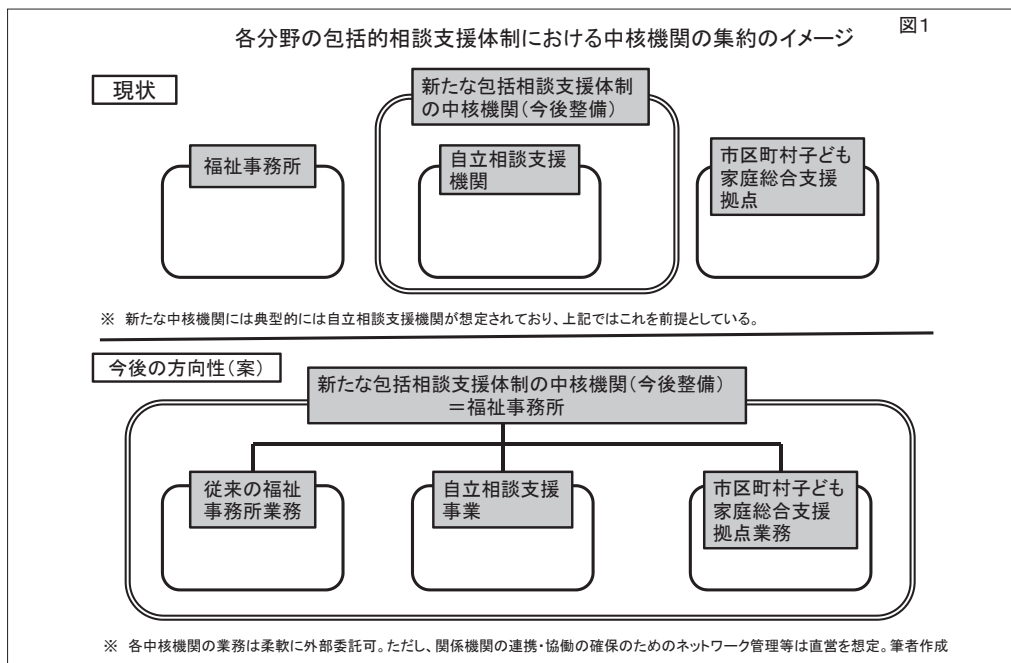 図1
各分野の包括的相談支援体制における中核機関の集約のイメージ
現状
新たな包括相談支援体制
の中核機関(今後整備)
福祉事務所
自立相談支援
機関
市区町村子ども
家庭総合支援
拠点
※ 新たな中核機関には典型的には自立相談支援機関が想定されており、上記ではこれを前提としている。
今後の方向性(案)
新たな包括相談支援体制の中核機関(今後整備)
=福祉事務所
従来の福祉
事務所業務
自立相談支援
事業
市区町村子ども
家庭総合支援
拠点業務
※ 各中核機関の業務は柔軟に外部委託可。ただし、関係機関の連携・協働の確保のためのネットワーク管理等は直営を想定。筆者作成